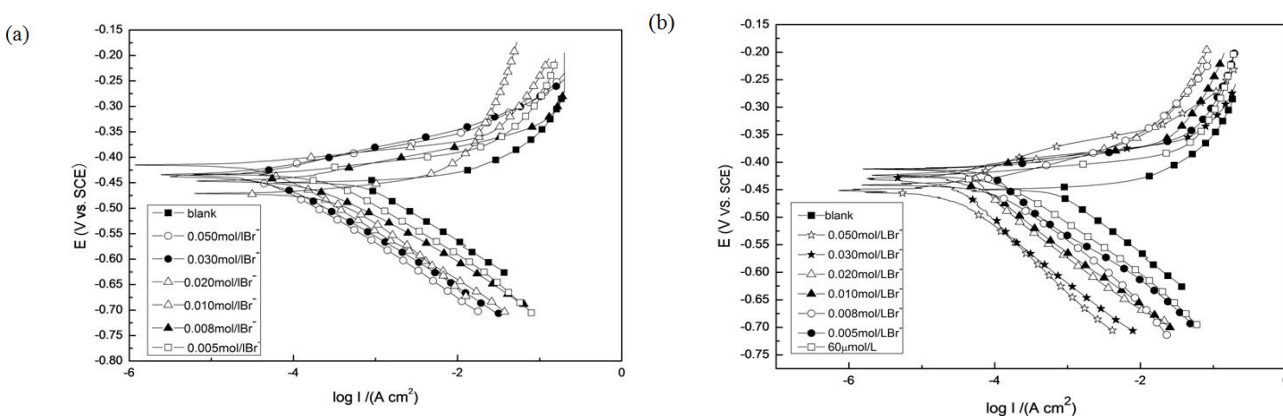 (a)
-0.15
-0.20
-0.25
-0.30
-0.35
-0.40
-0.45
-0.50
-0.55
-0.60
-0.65
-0.70
-0.75
-0.80
E (V vs. SCE)
blank
0.050mol/lBr⁻
0.030mol/lBr⁻
0.020mol/lBr⁻
0.010mol/lBr⁻
0.008mol/lBr⁻
0.005mol/lBr⁻
-6 -4 -2 0
log I /(A cm²)
(b)
-0.15
-0.20
-0.25
-0.30
-0.35
-0.40
-0.45
-0.50
-0.55
-0.60
-0.65
-0.70
-0.75
E (V vs. SCE)
blank
0.050mol/LBr⁻
0.030mol/LBr⁻
0.020mol/LBr⁻
0.010mol/LBr⁻
0.008mol/LBr⁻
0.005mol/LBr⁻
60μmol/L
-6 -4 -2 0
log I /(A cm²)